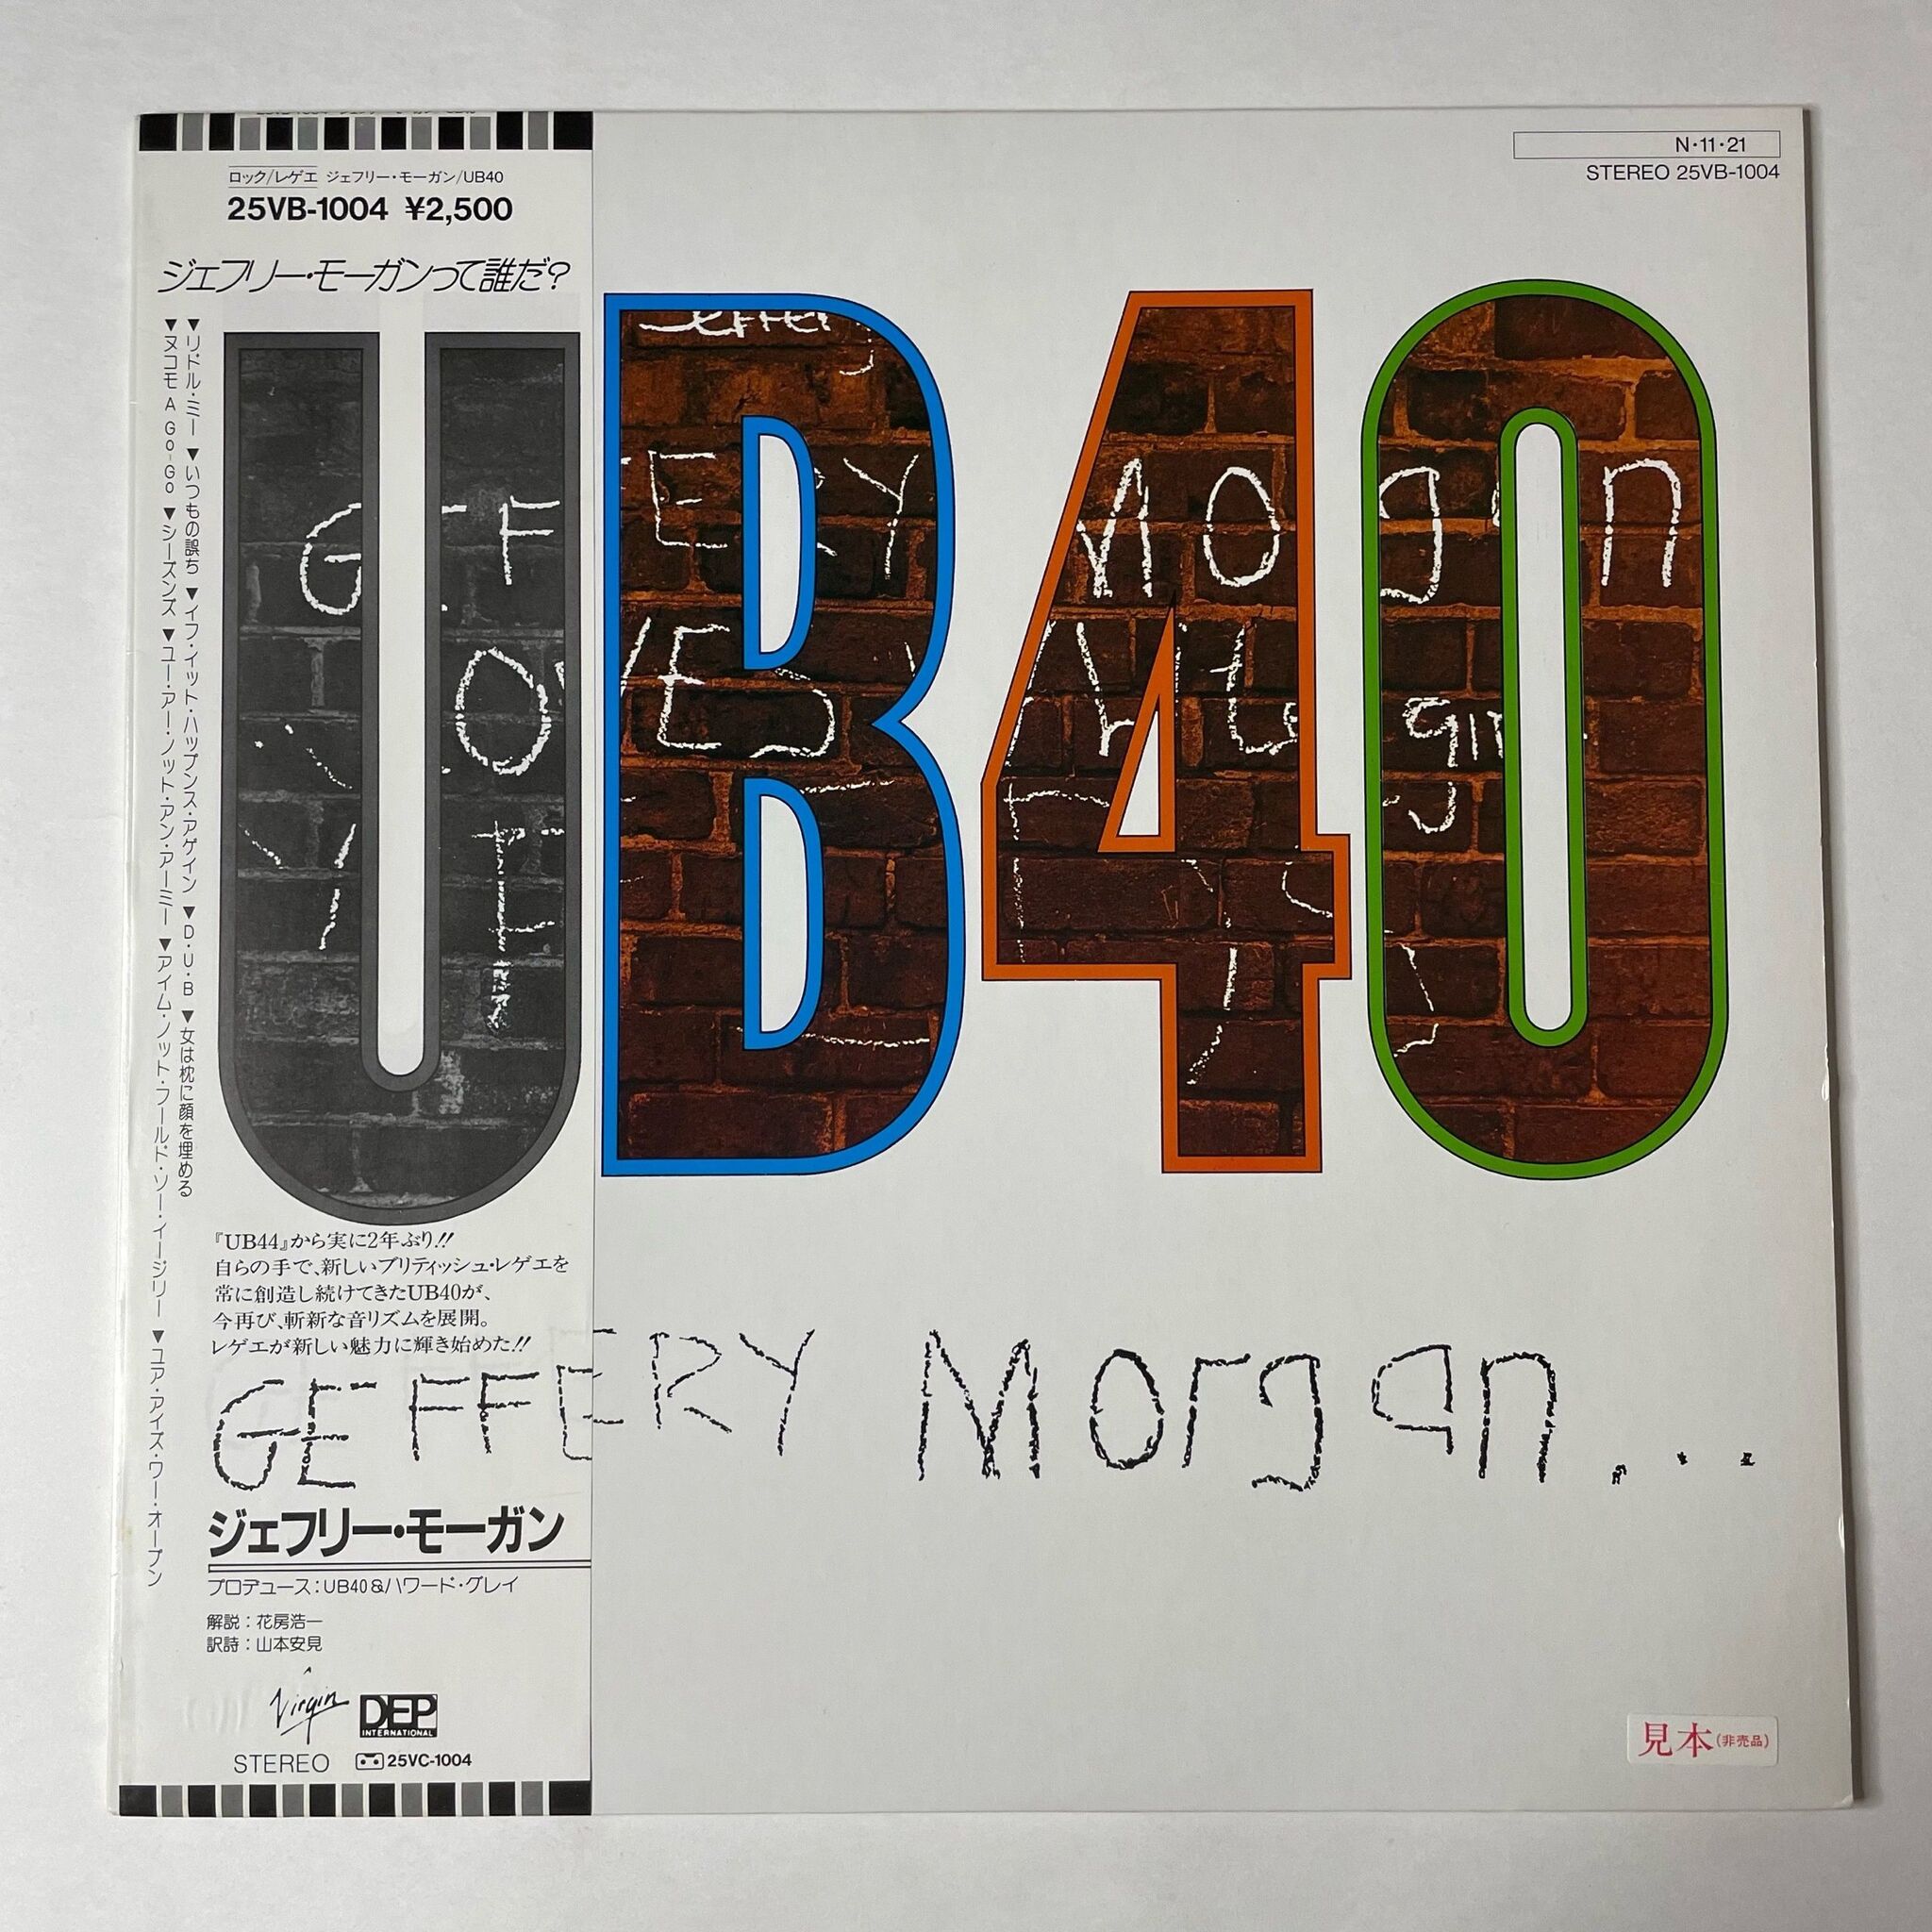 ロック/レゲエ ジェフリー・モーガン/UB40
25VB-1004 ¥2,500
ジェフリー・モーガンって誰だ?
▼リドル・ミー ▼いつもの誤ち ▼イフ・イット・ハップンス・アゲイン ▼D・U・B ▼女は枕に顔を埋める
▼ヌコモ A GO-GO ▼シーズンズ ▼ユー・アー・ノット・アン・アーミー ▼アイム・ノット・フールド・ソー・イージリー ▼ユア・アイズ・ワー・オープン
N・11・21
STEREO 25VB-1004
UB40
『UB44』から実に2年ぶり!!
自らの手で、新しいブリティッシュ・レゲエを
常に創造し続けてきたUB40が、
今再び、斬新な音リズムを展開。
レゲエが新しい魅力に輝き始めた!!
GEFFERY Morgan...
ジェフリー・モーガン
プロデュース:UB40&ハワード・グレイ
解説:花房浩一
訳詩:山本安見
Virgin DEP INTERNATIONAL
STEREO 25VC-1004
見本(非売品)